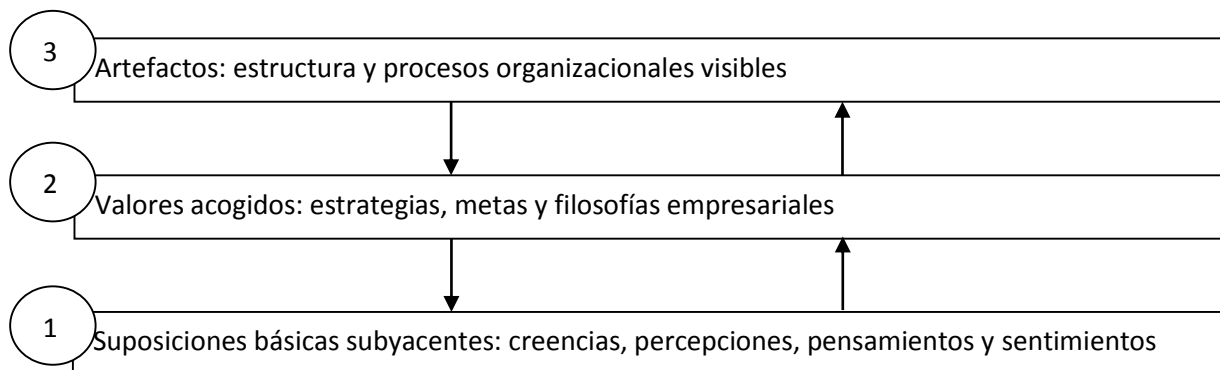 3
Artefactos: estructura y procesos organizacionales visibles
2
Valores acogidos: estrategias, metas y filosofías empresariales
1
Suposiciones básicas subyacentes: creencias, percepciones, pensamientos y sentimientos